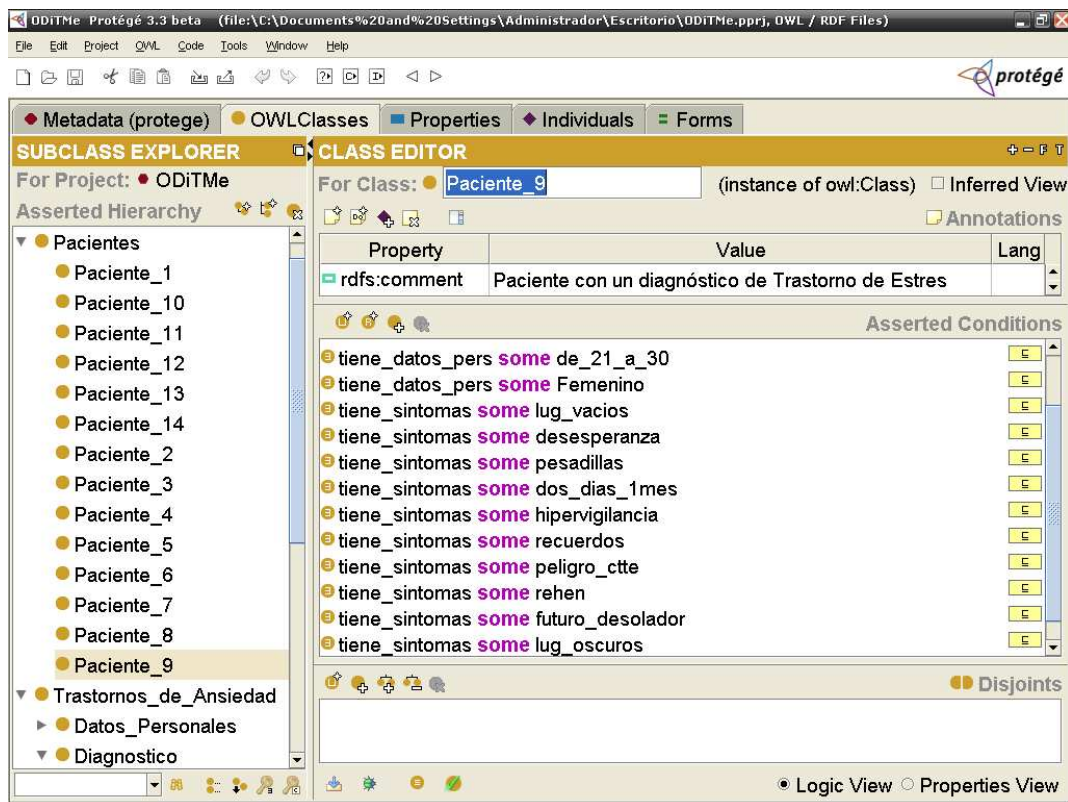 ODiTMe Protégé 3.3 beta (file:\C:\Documents%20and%20Settings\Administrador\Escritorio\ODiTMe.pprj, OWL / RDF Files)
File Edit Project OWL Code Tools Window Help
protégé
Metadata (protege) OWLClasses Properties Individuals Forms
SUBCLASS EXPLORER
For Project: ODiTMe
Asserted Hierarchy
Pacientes
Paciente_1
Paciente_10
Paciente_11
Paciente_12
Paciente_13
Paciente_14
Paciente_2
Paciente_3
Paciente_4
Paciente_5
Paciente_6
Paciente_7
Paciente_8
Paciente_9
Trastornos_de_Ansiedad
Datos_Personales
Diagnostico
CLASS EDITOR
For Class: Paciente_9 (instance of owl:Class) Inferred View
Annotations
Property Value Lang
rdfs:comment Paciente con un diagnóstico de Trastorno de Estres
Asserted Conditions
tiene_datos_pers some de_21_a_30
tiene_datos_pers some Femenino
tiene_sintomas some lug_vacios
tiene_sintomas some desesperanza
tiene_sintomas some pesadillas
tiene_sintomas some dos_dias_1mes
tiene_sintomas some hipervigilancia
tiene_sintomas some recuerdos
tiene_sintomas some peligro_ctte
tiene_sintomas some rehen
tiene_sintomas some futuro_desolador
tiene_sintomas some lug_oscuros
Disjoints
Logic View Properties View